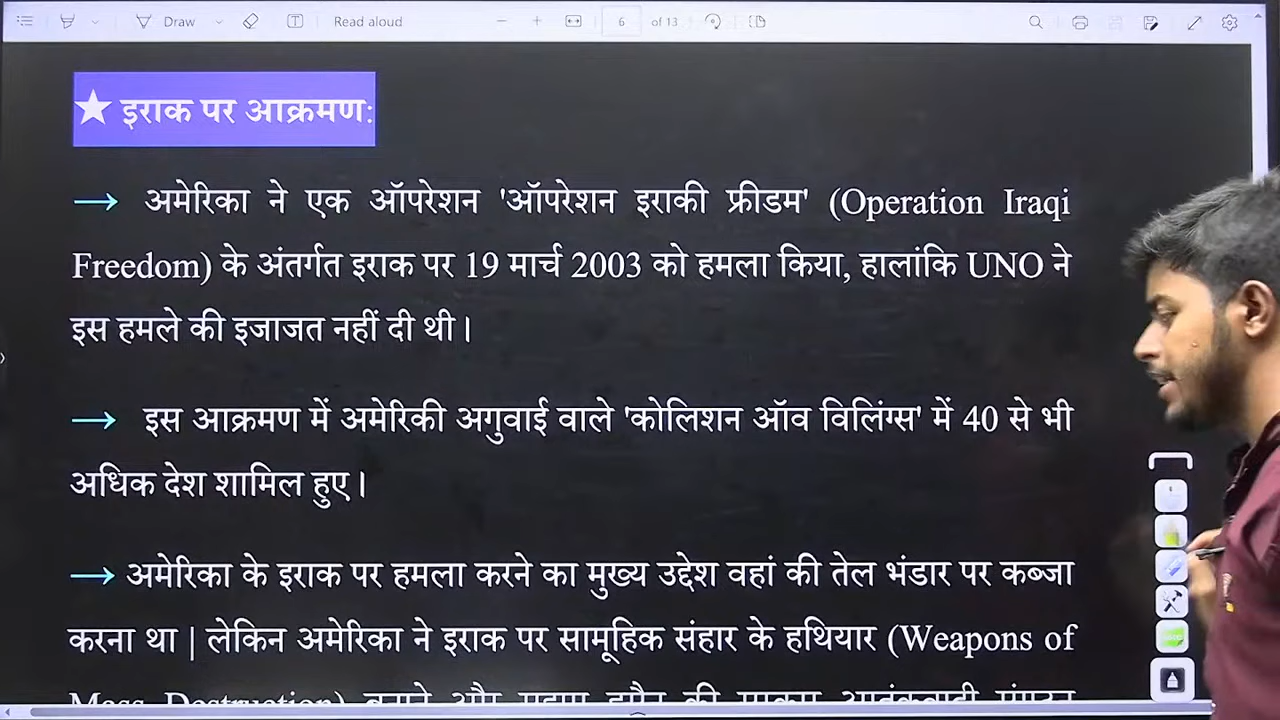 Draw
Read aloud
6 of 13
★ इराक पर आक्रमण:
→ अमेरिका ने एक ऑपरेशन 'ऑपरेशन इराकी फ्रीडम' (Operation Iraqi
Freedom) के अंतर्गत इराक पर 19 मार्च 2003 को हमला किया, हालांकि UNO ने
इस हमले की इजाजत नहीं दी थी।
→ इस आक्रमण में अमेरिकी अगुवाई वाले 'कोलिशन ऑव विलिंग्स' में 40 से भी
अधिक देश शामिल हुए।
→ अमेरिका के इराक पर हमला करने का मुख्य उद्देश वहां की तेल भंडार पर कब्जा
करना था | लेकिन अमेरिका ने इराक पर सामूहिक संहार के हथियार (Weapons of
Mass Destruction)